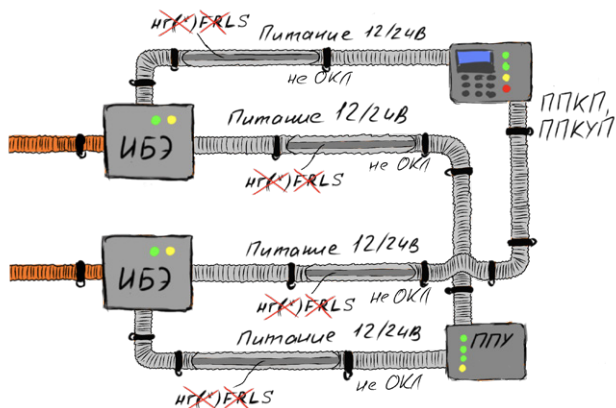 нг(*)FRLS
Питание 12/24В
не ОКЛ
ППКП,
ППКУП
Питание 12/24В
ИБЭ
не ОКЛ
нг(*)FRLS
Питание 12/24В
ИБЭ
не ОКЛ
нг(*)FRLS
Питание 12/24В
ППУ
не ОКЛ
нг(*)FRLS